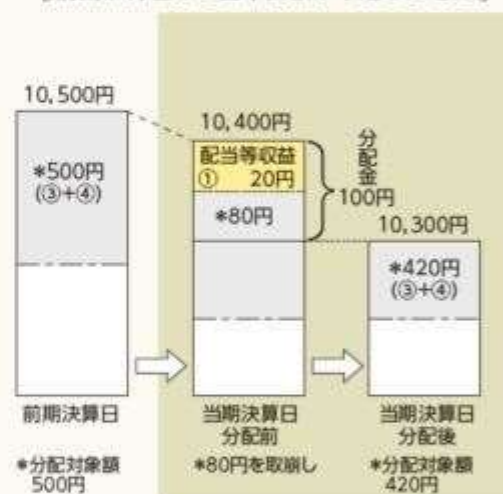 10,500円
*500円
(③+④)
10,400円
配当等収益
① 20円
*80円
分配金
100円
10,300円
*420円
(③+④)
前期決算日
当期決算日
分配前
当期決算日
分配後
*分配対象額
500円
*80円を取崩し
*分配対象額
420円